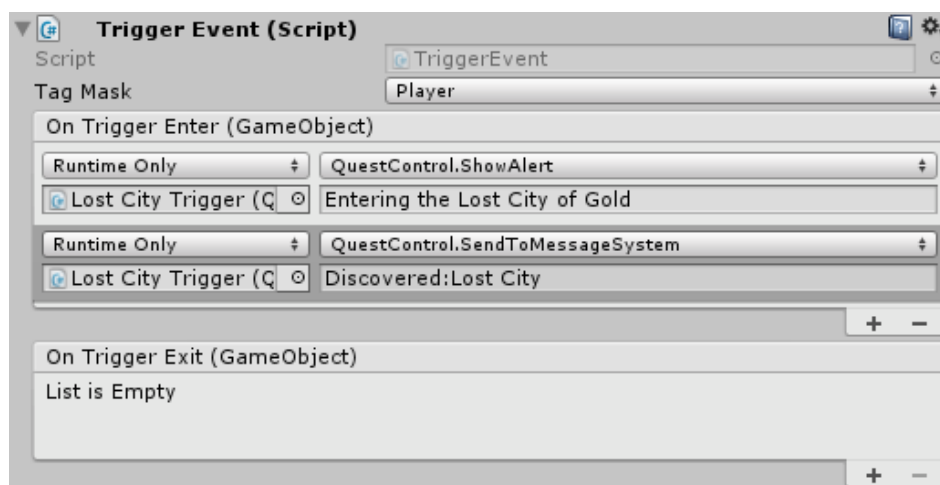 Trigger Event (Script)
Script TriggerEvent
Tag Mask Player
On Trigger Enter (GameObject)
Runtime Only QuestControl.ShowAlert
Lost City Trigger (Q Entering the Lost City of Gold
Runtime Only QuestControl.SendToMessageSystem
Lost City Trigger (Q Discovered:Lost City
+ −
On Trigger Exit (GameObject)
List is Empty
+ −